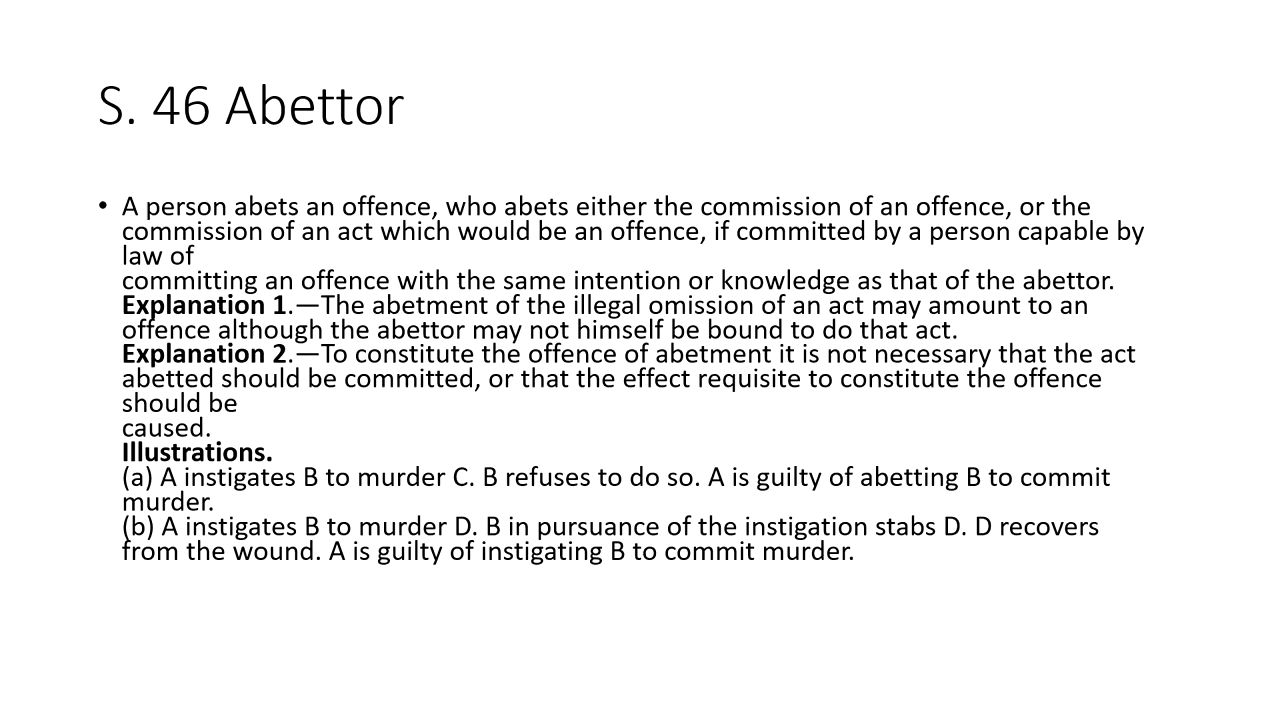 S. 46 Abettor
• A person abets an offence, who abets either the commission of an offence, or the
commission of an act which would be an offence, if committed by a person capable by
law of
committing an offence with the same intention or knowledge as that of the abettor.
Explanation 1.—The abetment of the illegal omission of an act may amount to an
offence although the abettor may not himself be bound to do that act.
Explanation 2.—To constitute the offence of abetment it is not necessary that the act
abetted should be committed, or that the effect requisite to constitute the offence
should be
caused.
Illustrations.
(a) A instigates B to murder C. B refuses to do so. A is guilty of abetting B to commit
murder.
(b) A instigates B to murder D. B in pursuance of the instigation stabs D. D recovers
from the wound. A is guilty of instigating B to commit murder.